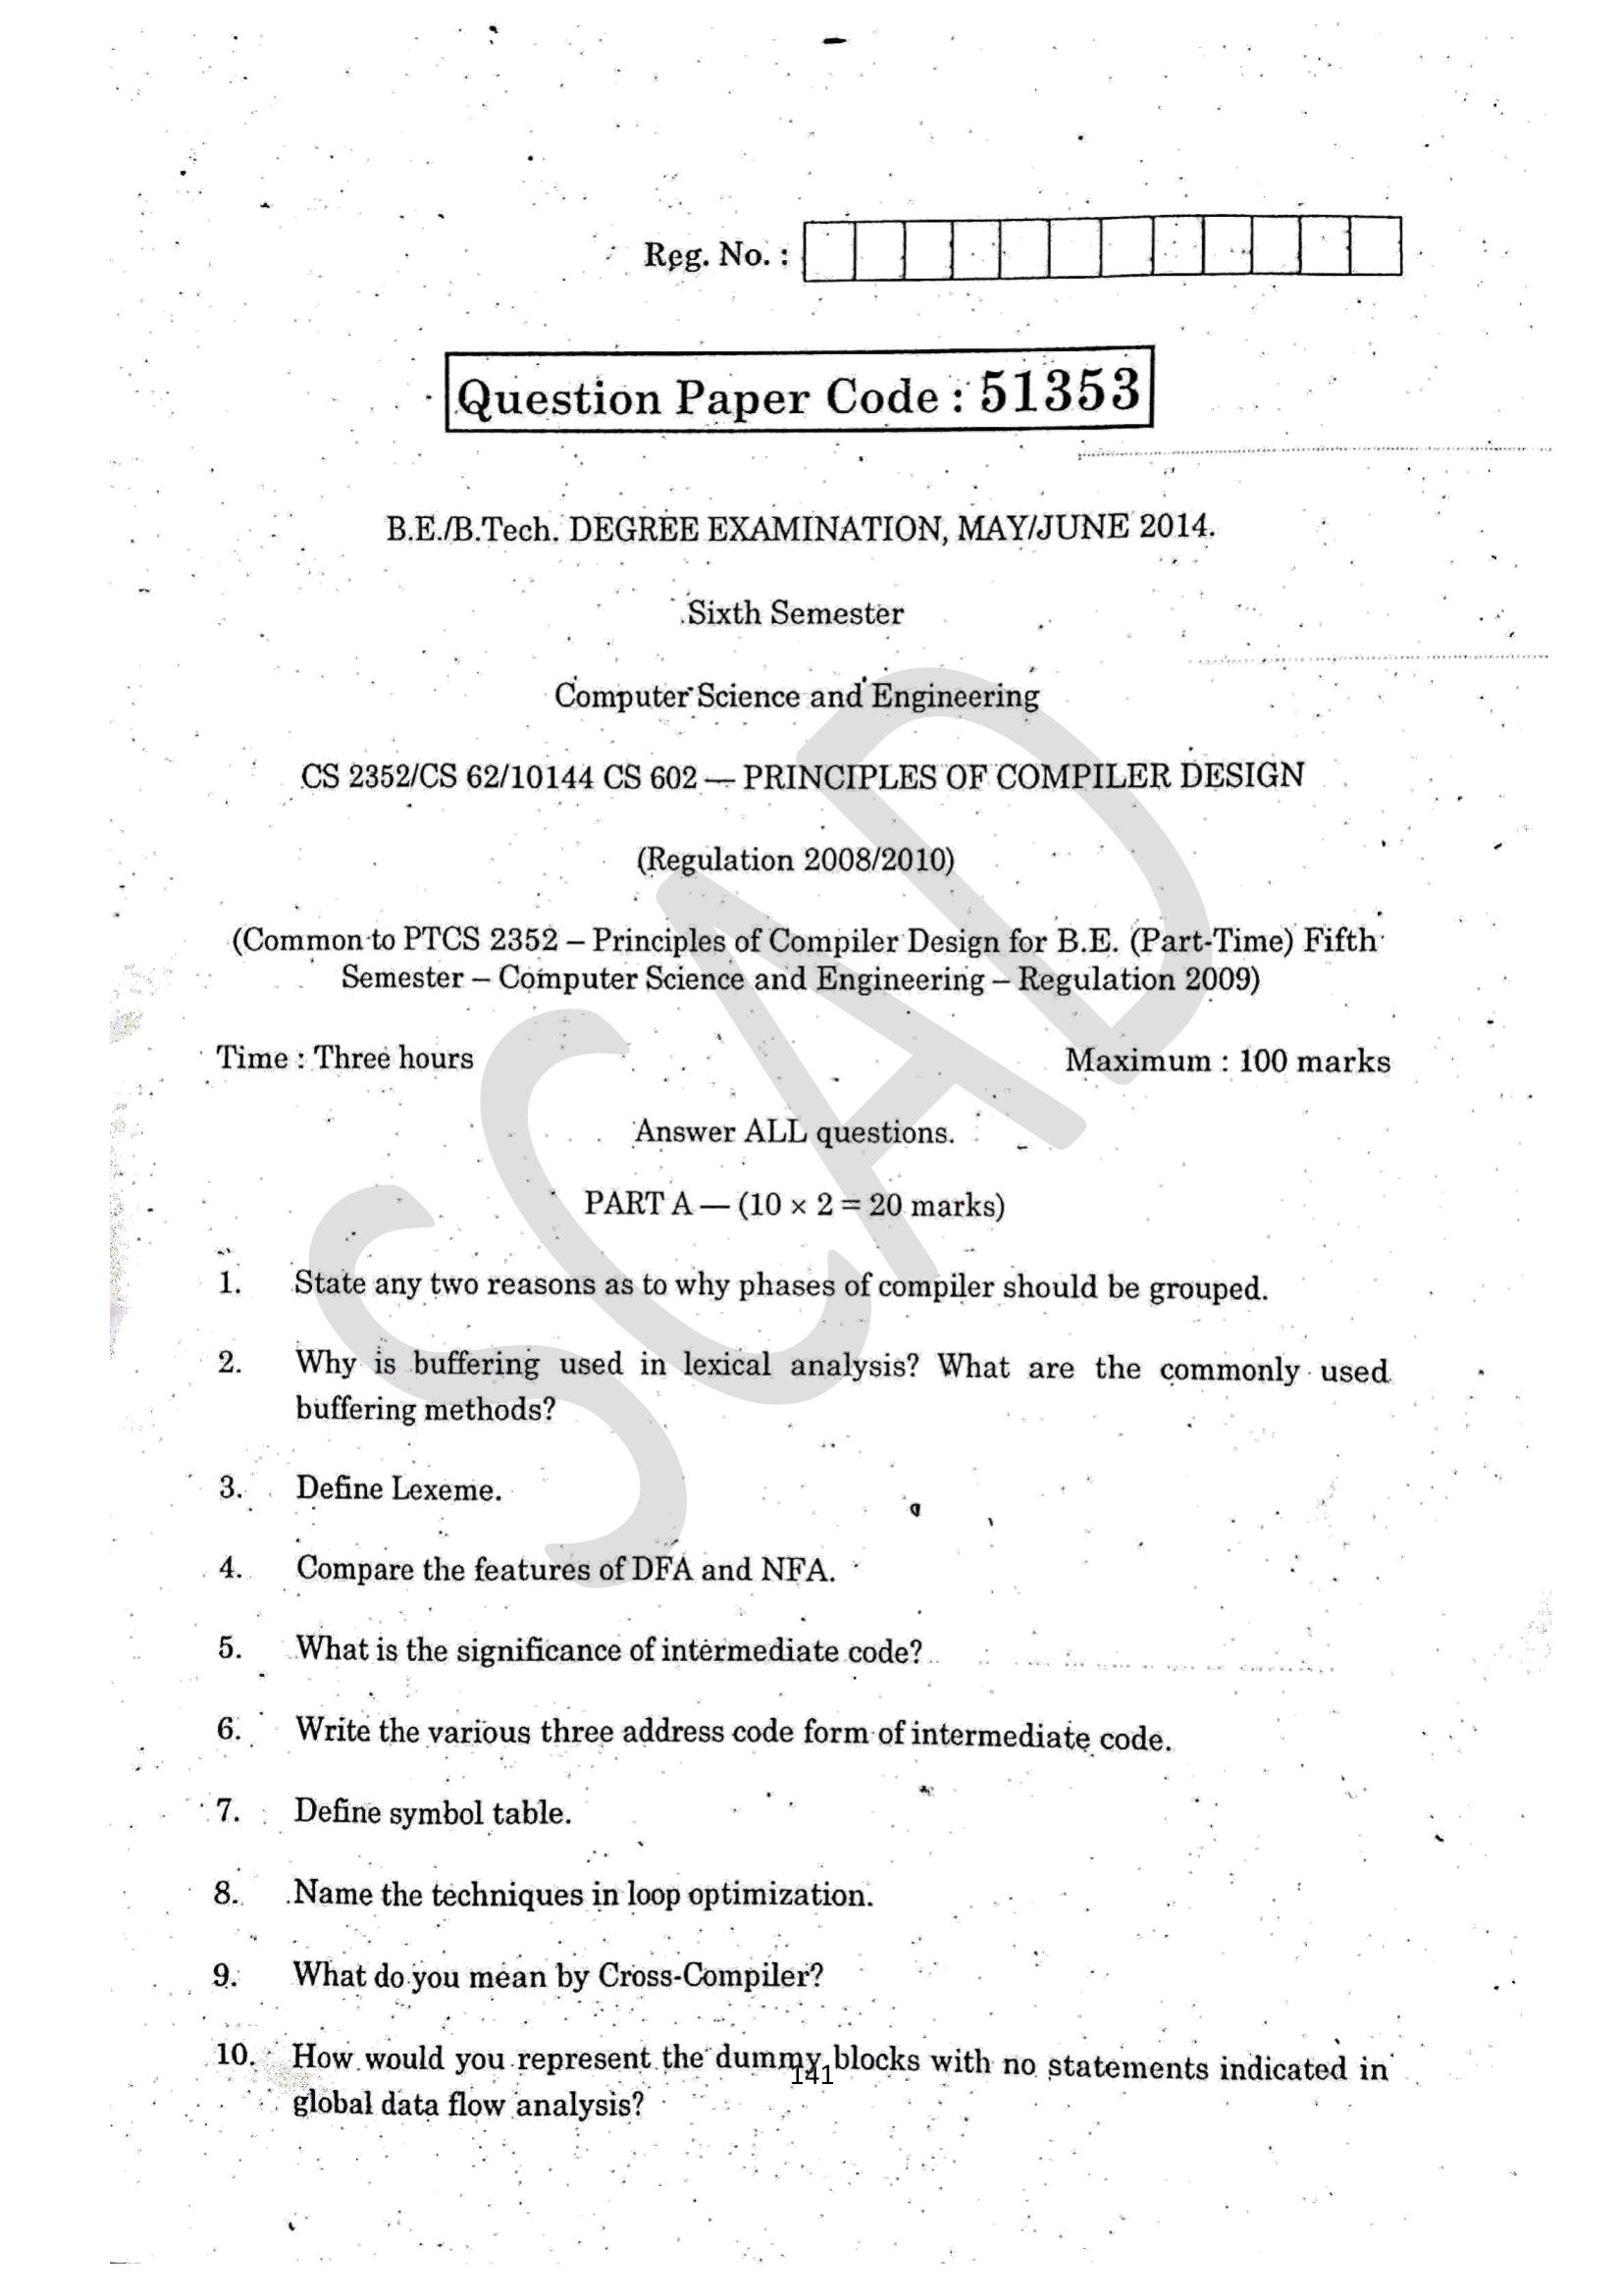 Reg. No. :
Question Paper Code : 51353
B.E./B.Tech. DEGREE EXAMINATION, MAY/JUNE 2014.
Sixth Semester
Computer Science and Engineering
CS 2352/CS 62/10144 CS 602 — PRINCIPLES OF COMPILER DESIGN
(Regulation 2008/2010)
(Common to PTCS 2352 – Principles of Compiler Design for B.E. (Part-Time) Fifth
Semester – Computer Science and Engineering – Regulation 2009)
Time : Three hours Maximum : 100 marks
Answer ALL questions.
PART A — (10 × 2 = 20 marks)
1. State any two reasons as to why phases of compiler should be grouped.
2. Why is buffering used in lexical analysis? What are the commonly used
buffering methods?
3. Define Lexeme.
4. Compare the features of DFA and NFA.
5. What is the significance of intermediate code?
6. Write the various three address code form of intermediate code.
7. Define symbol table.
8. Name the techniques in loop optimization.
9. What do you mean by Cross-Compiler?
10. How would you represent the dummy blocks with no statements indicated in
global data flow analysis?
141
SCAD